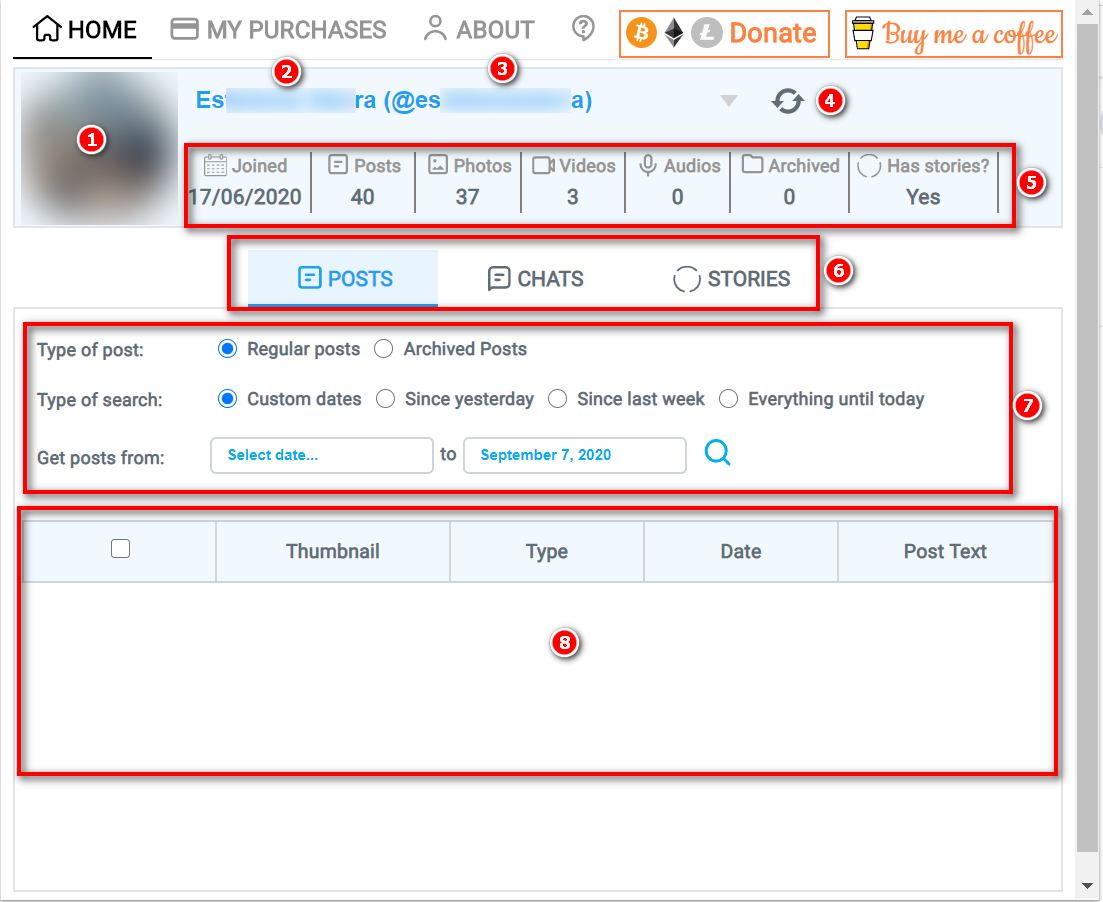 HOME MY PURCHASES ABOUT Donate Buy me a coffee
2 3
Es ra (@es a) 4
1
Joined Posts Photos Videos Audios Archived Has stories?
17/06/2020 40 37 3 0 0 Yes
5
POSTS CHATS STORIES 6
Type of post: Regular posts Archived Posts
Type of search: Custom dates Since yesterday Since last week Everything until today
7
Get posts from: Select date... to September 7, 2020
Thumbnail Type Date Post Text
8